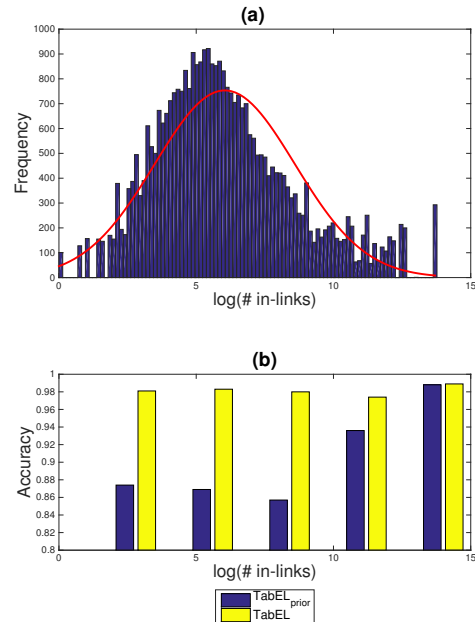 (a)
1000
900
800
700
600
500
400
300
200
100
0
Frequency
0 5 10 15
log(# in-links)
(b)
1
0.98
0.96
0.94
0.92
0.9
0.88
0.86
0.84
0.82
0.8
Accuracy
0 5 10 15
log(# in-links)
TabEL prior
TabEL